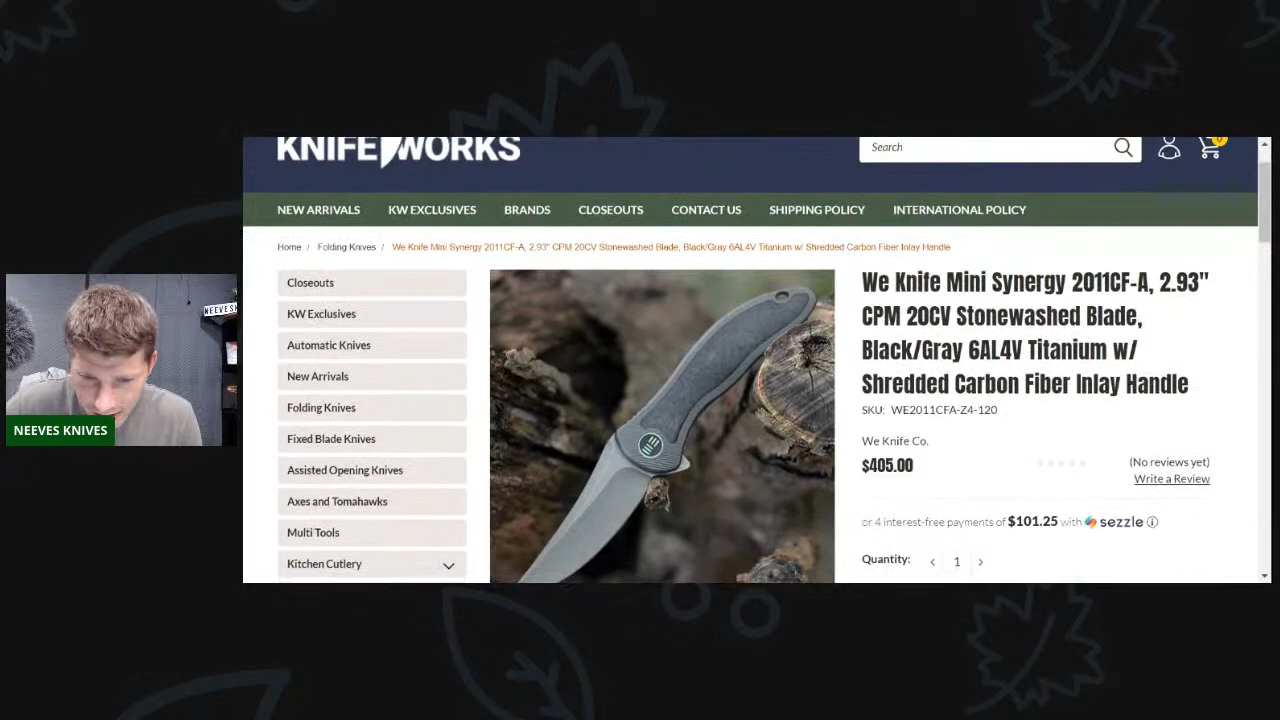 KNIFEWORKS
Search
0
NEW ARRIVALS
KW EXCLUSIVES
BRANDS
CLOSEOUTS
CONTACT US
SHIPPING POLICY
INTERNATIONAL POLICY
Home / Folding Knives / We Knife Mini Synergy 2011CF-A, 2.93" CPM 20CV Stonewashed Blade, Black/Gray 6AL4V Titanium w/ Shredded Carbon Fiber Inlay Handle
Closeouts
KW Exclusives
Automatic Knives
New Arrivals
Folding Knives
Fixed Blade Knives
Assisted Opening Knives
Axes and Tomahawks
Multi Tools
Kitchen Cutlery
We Knife Mini Synergy 2011CF-A, 2.93"
CPM 20CV Stonewashed Blade,
Black/Gray 6AL4V Titanium w/
Shredded Carbon Fiber Inlay Handle
SKU: WE2011CFA-Z4-120
We Knife Co.
$405.00
(No reviews yet)
Write a Review
or 4 interest-free payments of $101.25 with sezzle
Quantity:
1
NEEVES KNIVES